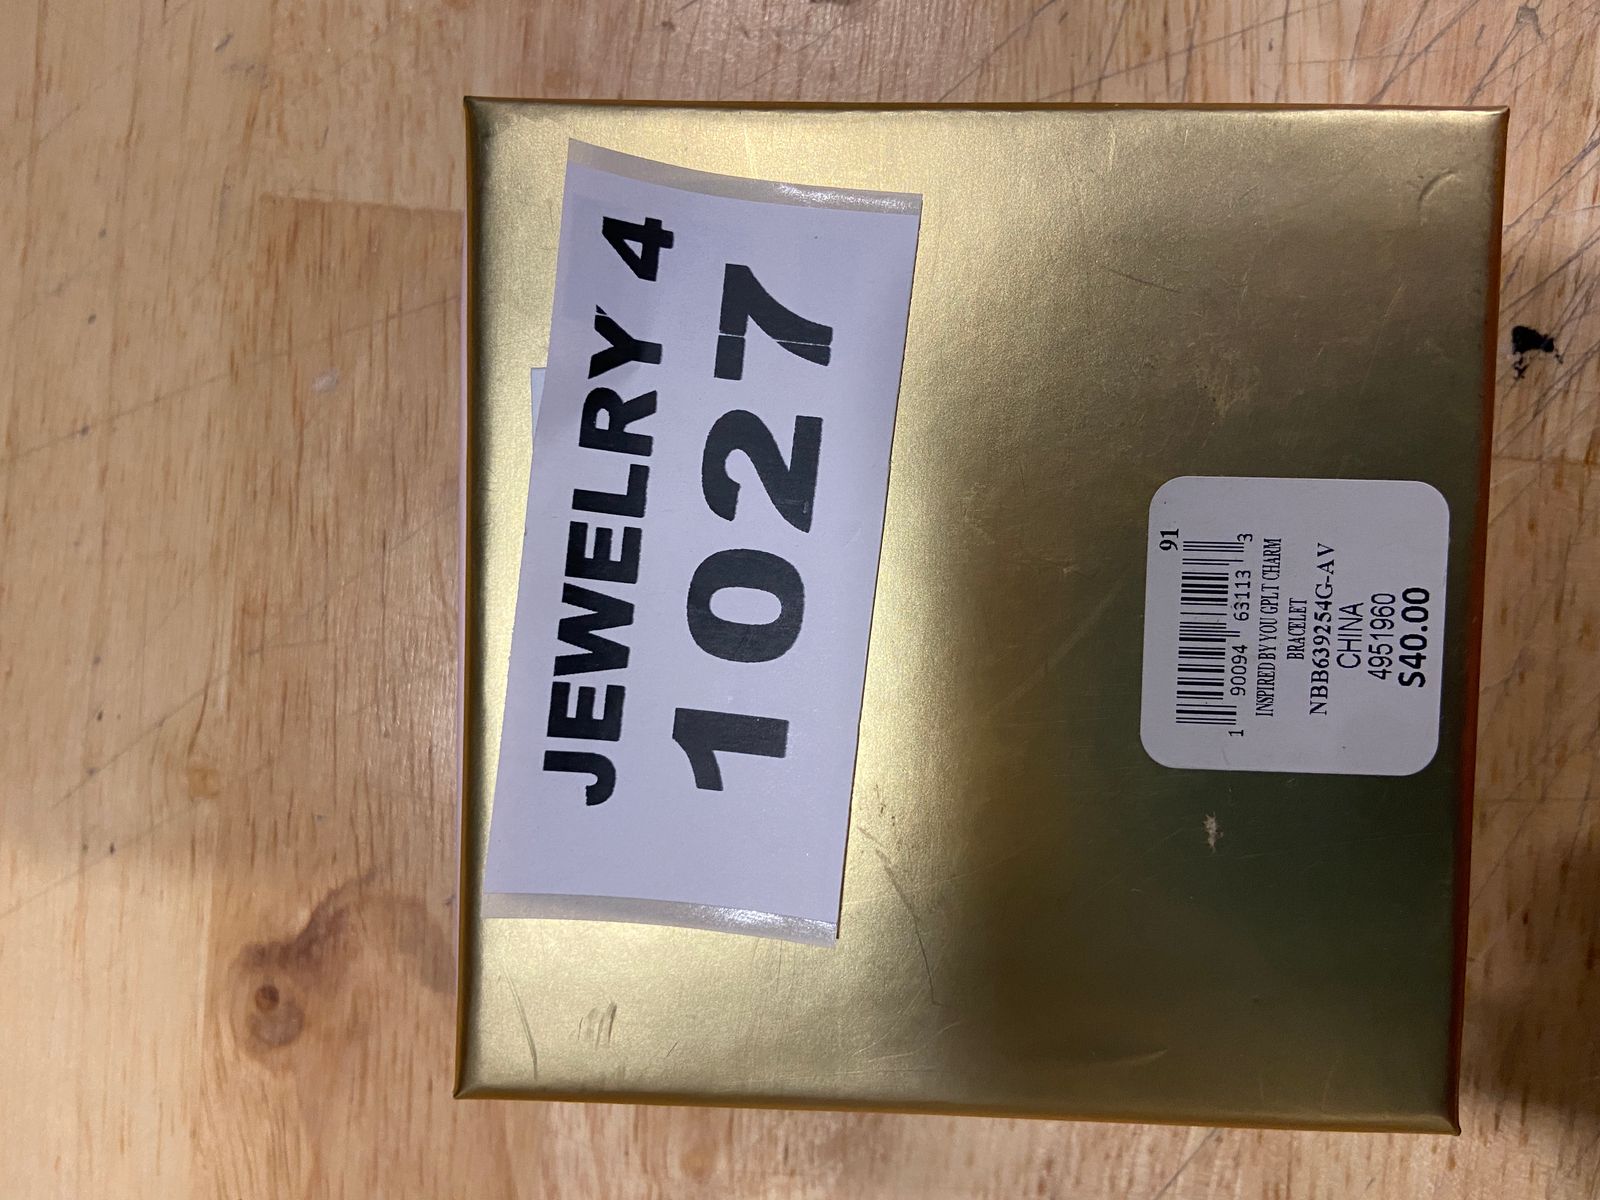 JEWELRY 4
1027
91
1 90094 63113 3
INSPIRED BY YOU GPLT CHARM
BRACELET
NBB639254G-AV
CHINA
4951960
$40.00